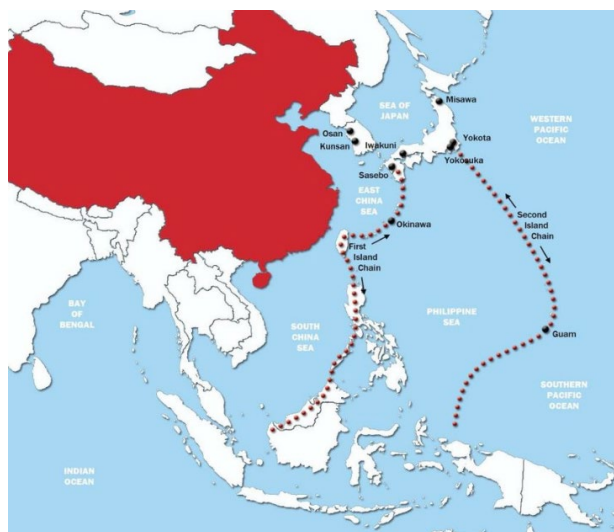 SEA OF
JAPAN
Misawa
WESTERN
PACIFIC
OCEAN
Osan
Kunsan
Iwakuni
Yokota
Yokosuka
Sasebo
EAST
CHINA
SEA
Okinawa
Second
Island
Chain
First
Island
Chain
BAY
OF
BENGAL
SOUTH
CHINA
SEA
PHILIPPINE
SEA
Guam
SOUTHERN
PACIFIC
OCEAN
INDIAN
OCEAN